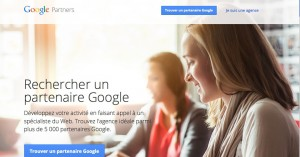 Google Partners
Trouver un partenaire Google
Je suis une agence
Rechercher un
partenaire Google
Développez votre activité en faisant appel à un
spécialiste du Web. Trouvez l'agence idéale parmi
plus de 5 000 partenaires Google.
Trouver un partenaire Google